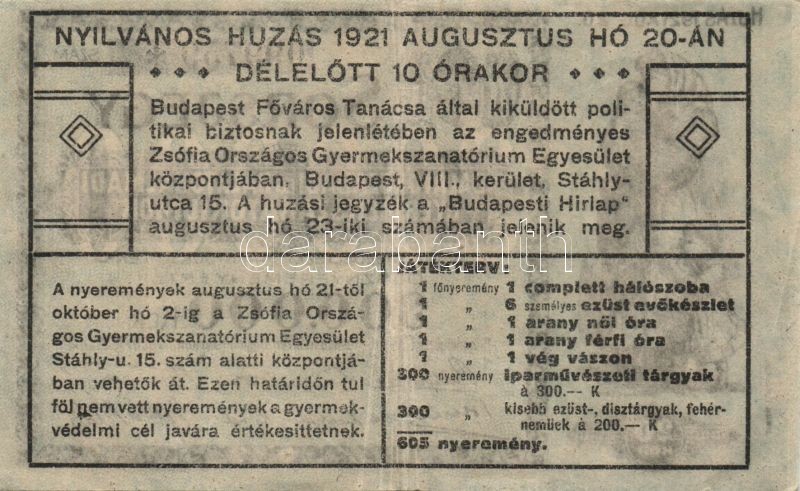 NYILVÁNOS HUZÁS 1921 AUGUSZTUS HÓ 20-ÁN
DÉLELŐTT 10 ÓRAKOR
Budapest Főváros Tanácsa által kiküldött poli-
tikai biztosnak jelenlétében az engedményes
Zsófia Országos Gyermekszanatórium Egyesület
központjában, Budapest, VIII., kerület, Stáhly-
utca 15. A huzási jegyzék a „Budapesti Hirlap"
augusztus hó 23-iki számában jelenik meg.
darabanth
A nyeremények augusztus hó 21-től
október hó 2-ig a Zsófia Orszá-
gos Gyermekszanatórium Egyesület
Stáhly-u. 15. szám alatti központjá-
ban vehetők át. Ezen határidőn tul
föl nem vett nyeremények a gyermek-
védelmi cél javára értékesittetnek.
JÁTÉKTERV:
1 főnyeremény 1 complett hálószoba
1 „ 6 személyes ezüst evőkészlet
1 „ 1 arany női óra
1 „ 1 arany férfi óra
1 „ 1 vég vászon
300 nyeremény iparművészeti tárgyak
à 300.— K
300 „ kisebb ezüst-, disztárgyak, fehér-
neműek à 200.— K
605 nyeremény.